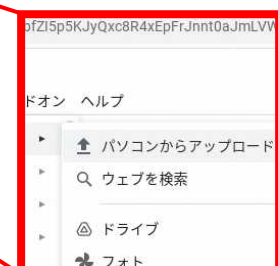 ドオン ヘルプ
パソコンからアップロード
ウェブを検索
ドライブ
フォト